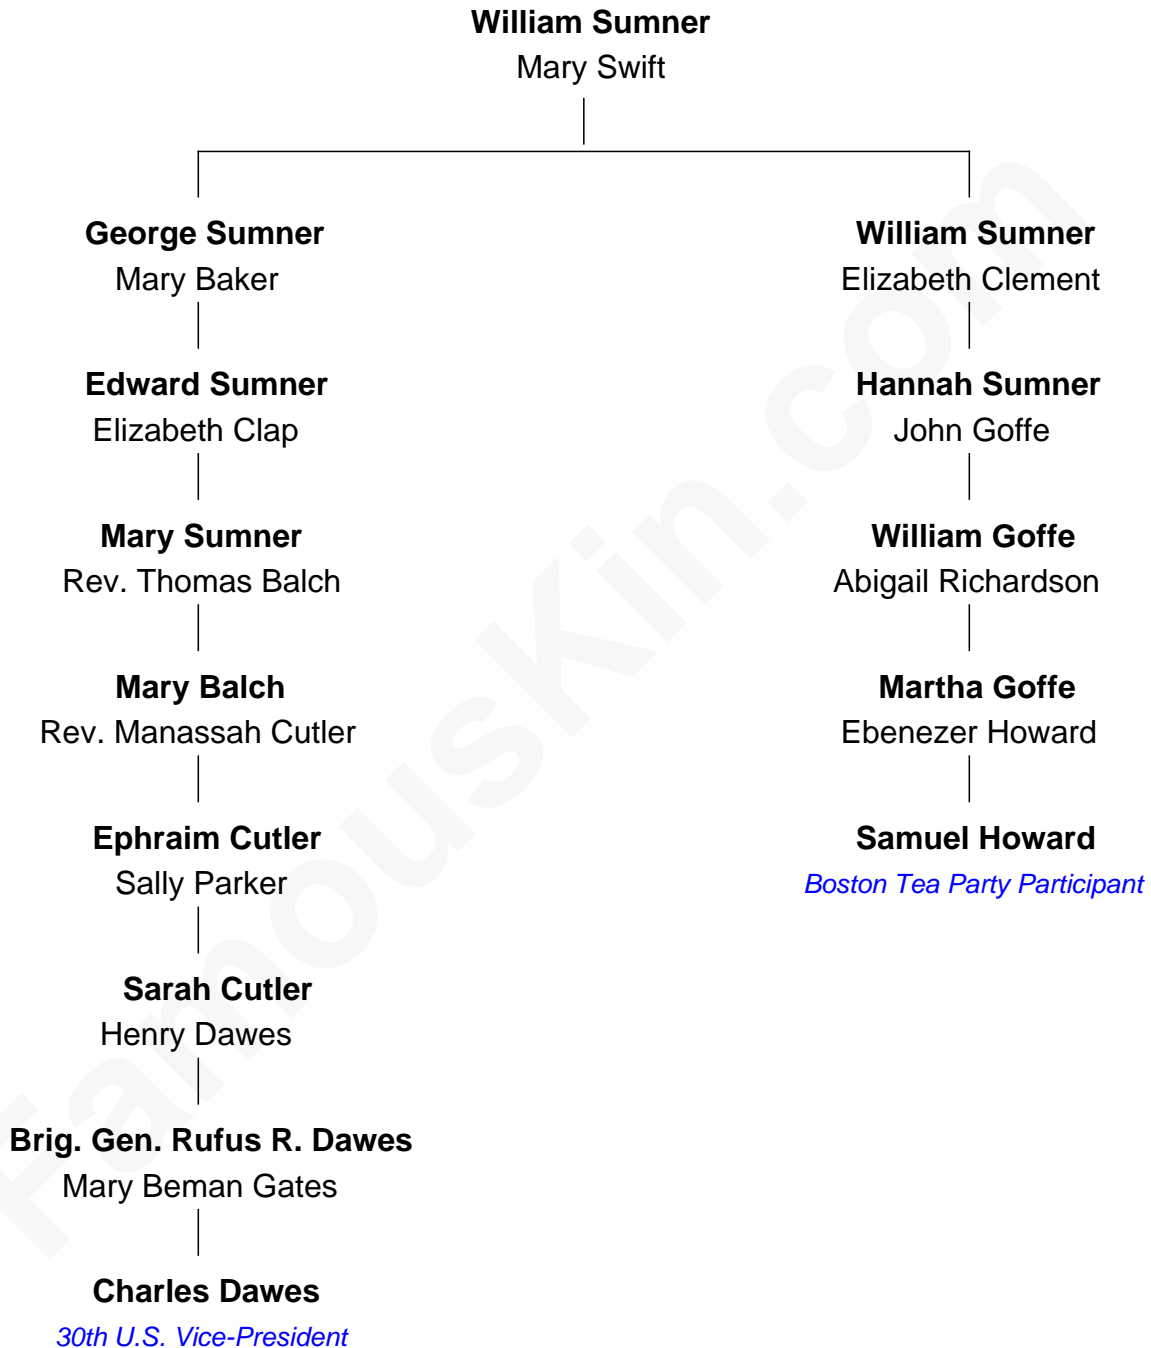 William Sumner
Mary Swift
George Sumner
Mary Baker
Edward Sumner
Elizabeth Clap
Mary Sumner
Rev. Thomas Balch
Mary Balch
Rev. Manassah Cutler
Ephraim Cutler
Sally Parker
Sarah Cutler
Henry Dawes
Brig. Gen. Rufus R. Dawes
Mary Beman Gates
Charles Dawes
30th U.S. Vice-President
William Sumner
Elizabeth Clement
Hannah Sumner
John Goffe
William Goffe
Abigail Richardson
Martha Goffe
Ebenezer Howard
Samuel Howard
Boston Tea Party Participant
FamousKin.com